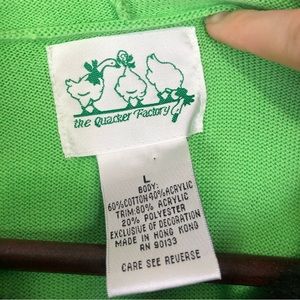 the Quacker Factory
L
BODY:
60%COTTON 40%ACRYLIC
TRIM:80% ACRYLIC
20% POLYESTER
EXCLUSIVE OF DECORATION
MADE IN HONG KONG
RN 90133
CARE SEE REVERSE